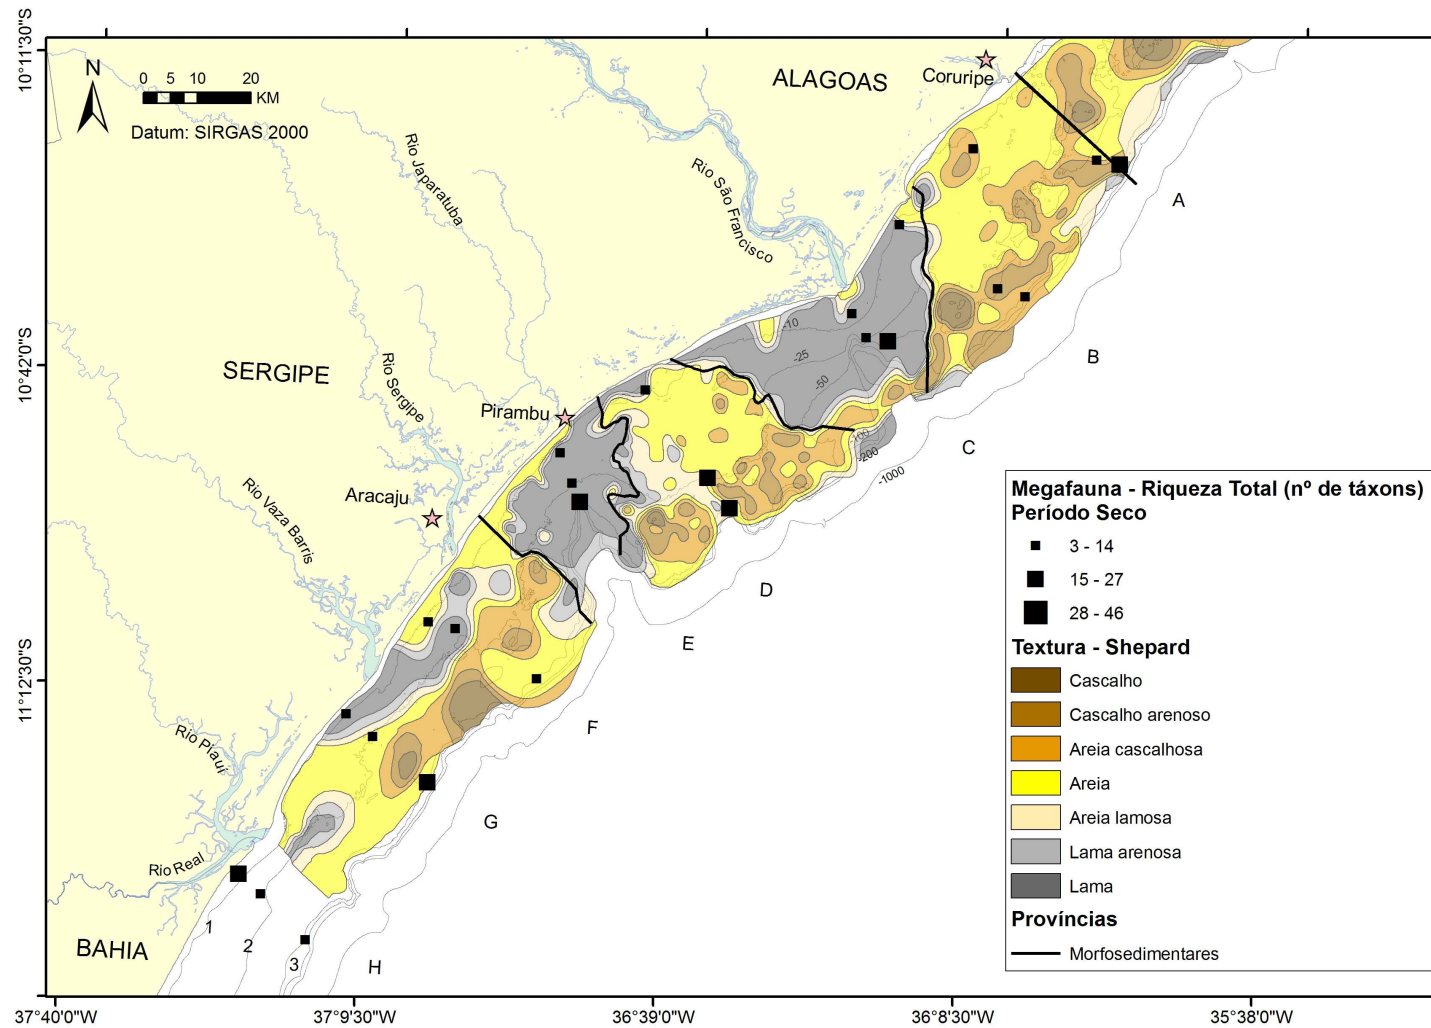 10°11'30"S
10°42'0"S
11°12'30"S
N
0 5 10 20
KM
Datum: SIRGAS 2000
ALAGOAS
Coruripe
Rio Japaratuba
Rio São Francisco
A
SERGIPE
Rio Sergipe
-10
-25
-50
B
Pirambu
-100
-200
-1000
C
Aracaju
Rio Vaza Barris
D
E
F
Rio Piauí
G
Rio Real
1
2
3
H
BAHIA
Megafauna - Riqueza Total (nº de táxons)
Período Seco
3 - 14
15 - 27
28 - 46
Textura - Shepard
Cascalho
Cascalho arenoso
Areia cascalhosa
Areia
Areia lamosa
Lama arenosa
Lama
Províncias
Morfosedimentares
37°40'0"W 37°9'30"W 36°39'0"W 36°8'30"W 35°38'0"W